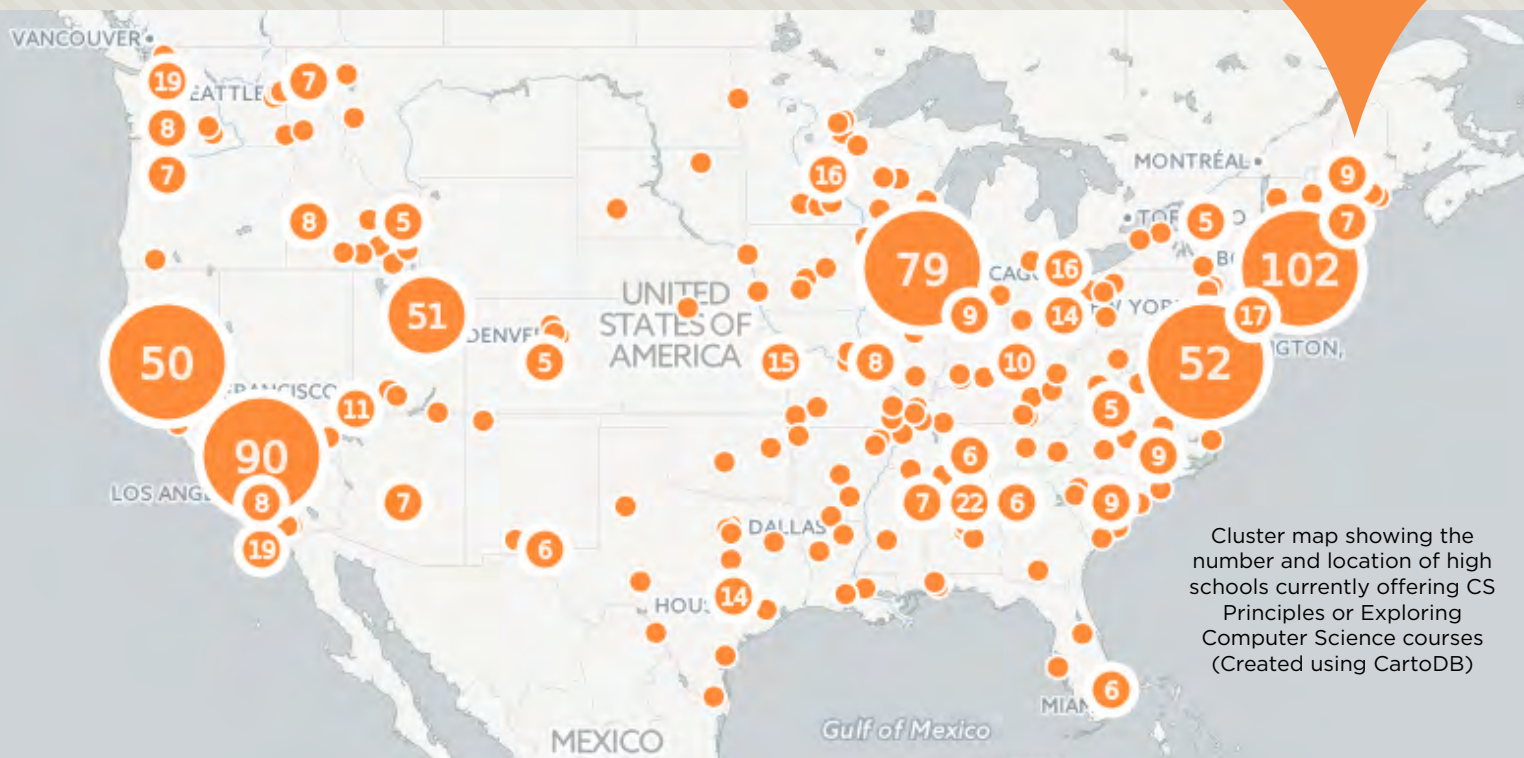 VANCOUVER
19
EATTLE
7
8
7
16
MONTRÉAL
9
8
5
TO
5
O
7
79
CAG
16
B
102
UNITED
STATES OF
AMERICA
51
DENVE
9
14
YOR
17
50
5
15
8
10
52
GTON,
FRANCISCO
11
5
90
6
9
LOS ANG
8
7
7
22
6
9
DALLAS
19
6
HOU
14
Cluster map showing the
number and location of high
schools currently offering CS
Principles or Exploring
Computer Science courses
(Created using CartoDB)
MIA
6
Gulf of Mexico
MEXICO